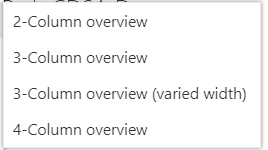 2-Column overview
3-Column overview
3-Column overview (varied width)
4-Column overview